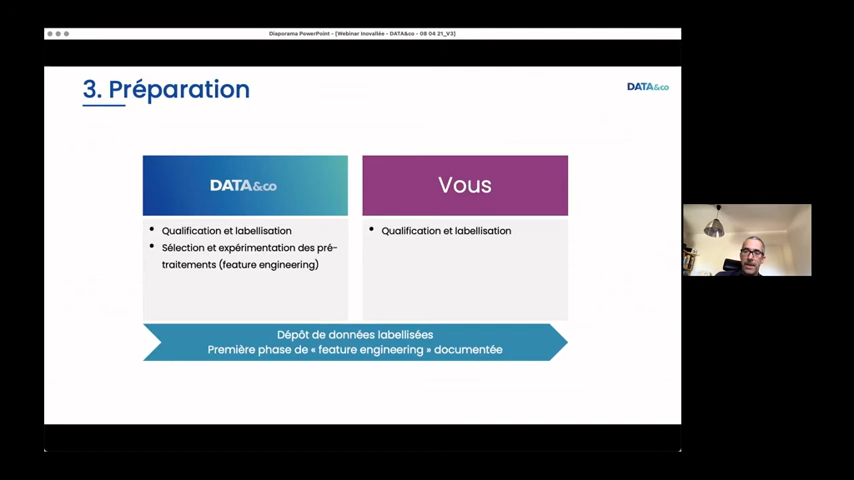 Diaporama PowerPoint - [Webinar Inovallée - DATA&co - 08 04 21_V3]
3. Préparation
DATA&co
DATA&co
Vous
• Qualification et labellisation
• Sélection et expérimentation des pré-
traitements (feature engineering)
• Qualification et labellisation
Dépôt de données labellisées
Première phase de « feature engineering » documentée